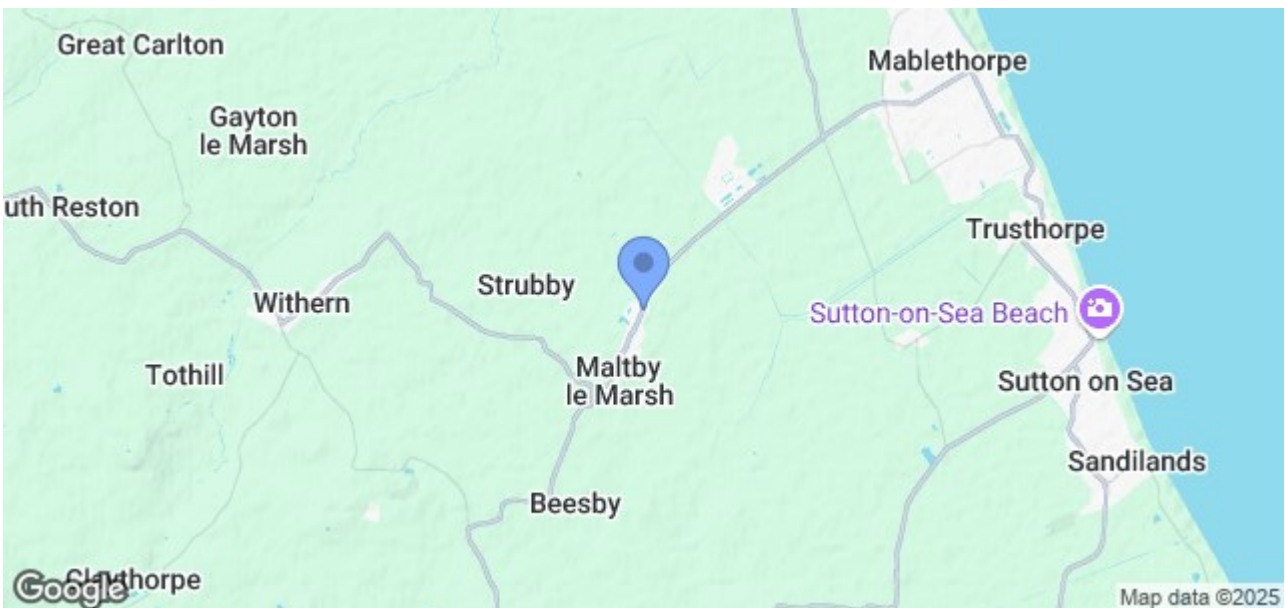 Great Carlton
Mablethorpe
Gayton
le Marsh
uth Reston
Trusthorpe
Strubby
Withern
Sutton-on-Sea Beach
Maltby
le Marsh
Tothill
Sutton on Sea
Sandilands
Beesby
Claythorpe
Google
Map data ©2025